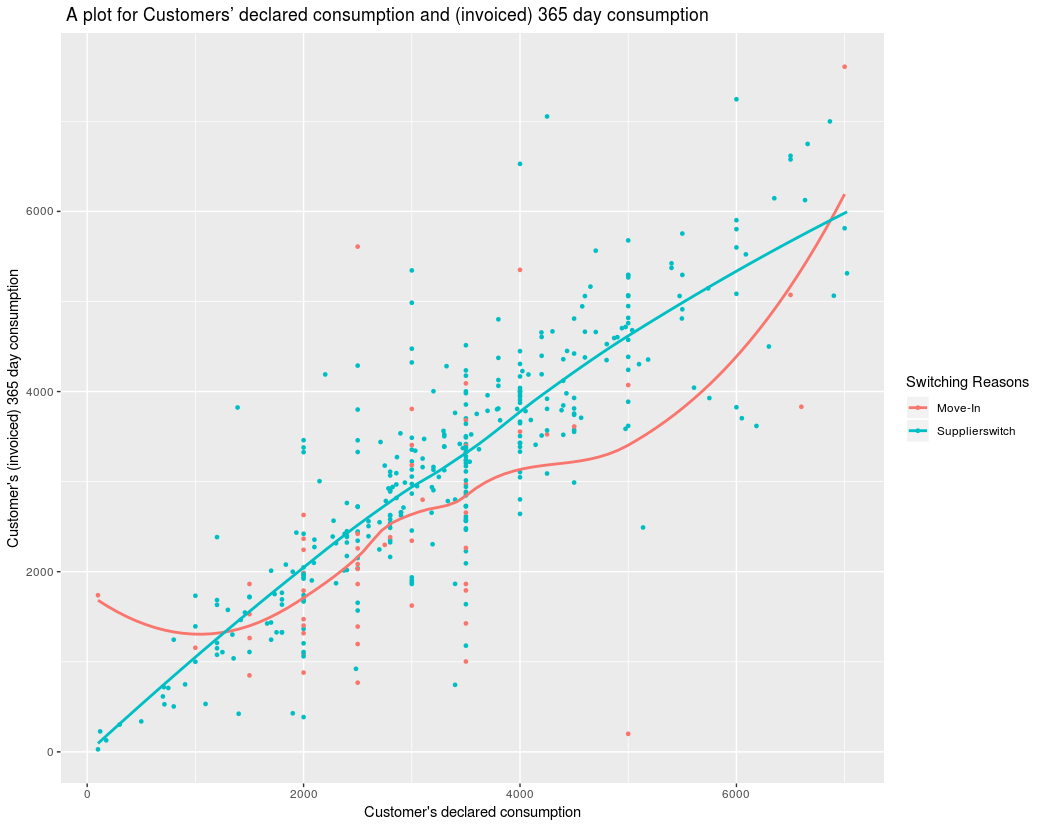 A plot for Customers’ declared consumption and (invoiced) 365 day consumption
Customer's (invoiced) 365 day consumption
6000
4000
2000
0
0 2000 4000 6000
Customer's declared consumption
Switching Reasons
Move-In
Supplierswitch